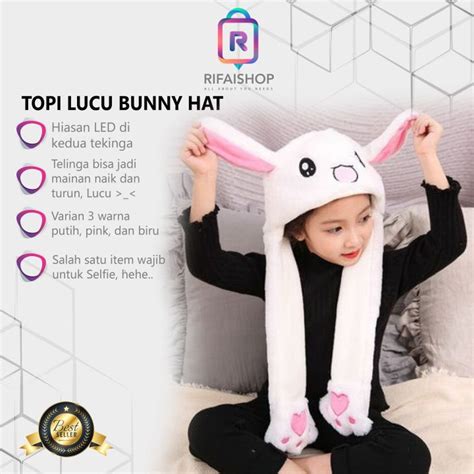 R
RIFAISHOP
ALL ABOUT YOU NEEDS
TOPI LUCU BUNNY HAT
Hiasan LED di
kedua tekinga
Telinga bisa jadi
mainan naik dan
turun, Lucu >_<
Varian 3 warna
putih, pink, dan biru
Salah satu item wajib
untuk Selfie, hehe..
Best
SELLER